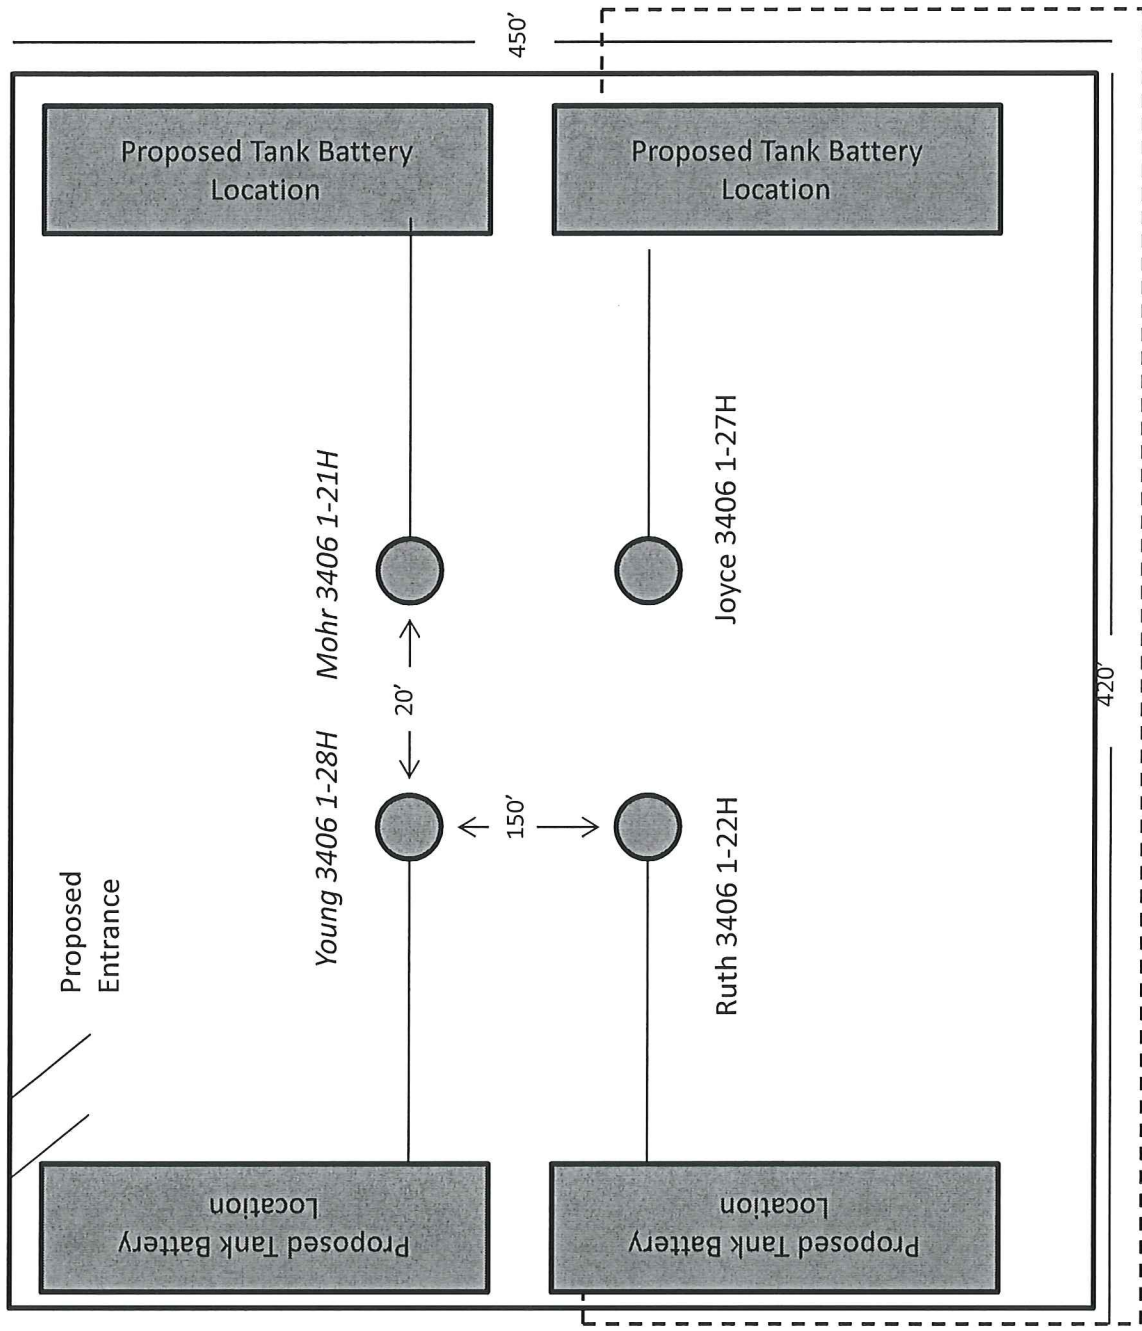 450'
Proposed Tank Battery
Location
Proposed Tank Battery
Location
Mohr 3406 1-21H
Joyce 3406 1-27H
20'
Young 3406 1-28H
150'
Ruth 3406 1-22H
420'
Proposed
Entrance
Proposed Tank Battery
Location
Proposed Tank Battery
Location